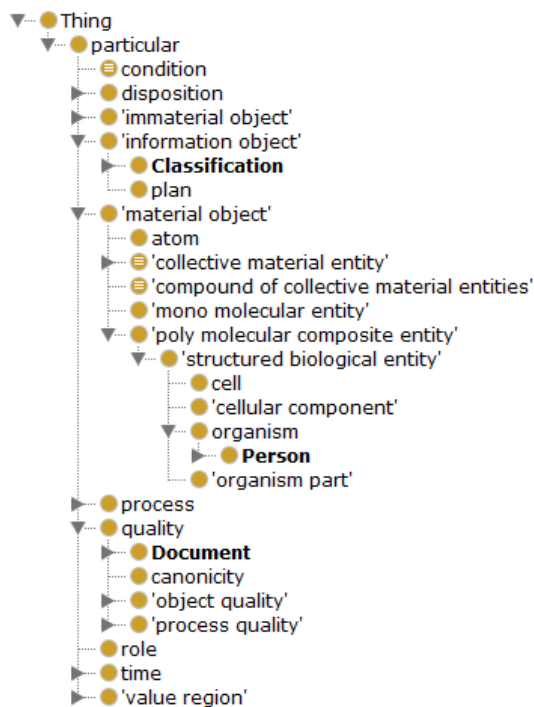 Thing
particular
condition
disposition
'immaterial object'
'information object'
Classification
plan
'material object'
atom
'collective material entity'
'compound of collective material entities'
'mono molecular entity'
'poly molecular composite entity'
'structured biological entity'
cell
'cellular component'
organism
Person
'organism part'
process
quality
Document
canonicity
'object quality'
'process quality'
role
time
'value region'